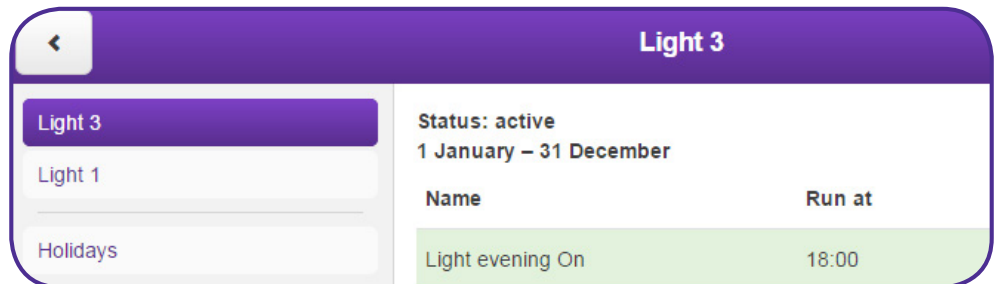 Light 3
Light 3
Light 1
Holidays
Status: active
1 January – 31 December
Name Run at
Light evening On 18:00